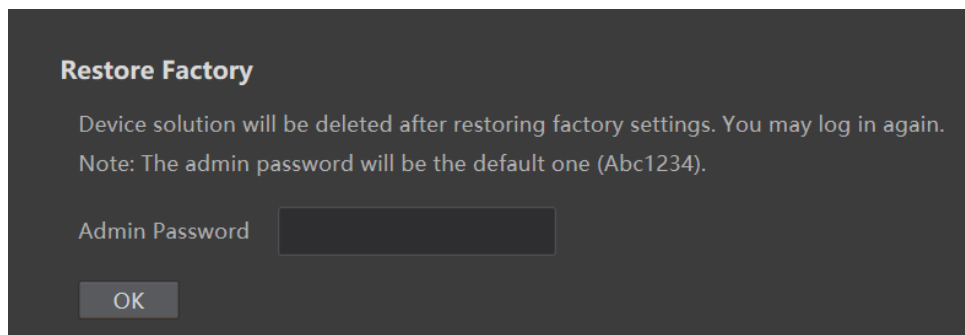 Restore Factory
Device solution will be deleted after restoring factory settings. You may log in again.
Note: The admin password will be the default one (Abc1234).
Admin Password
OK